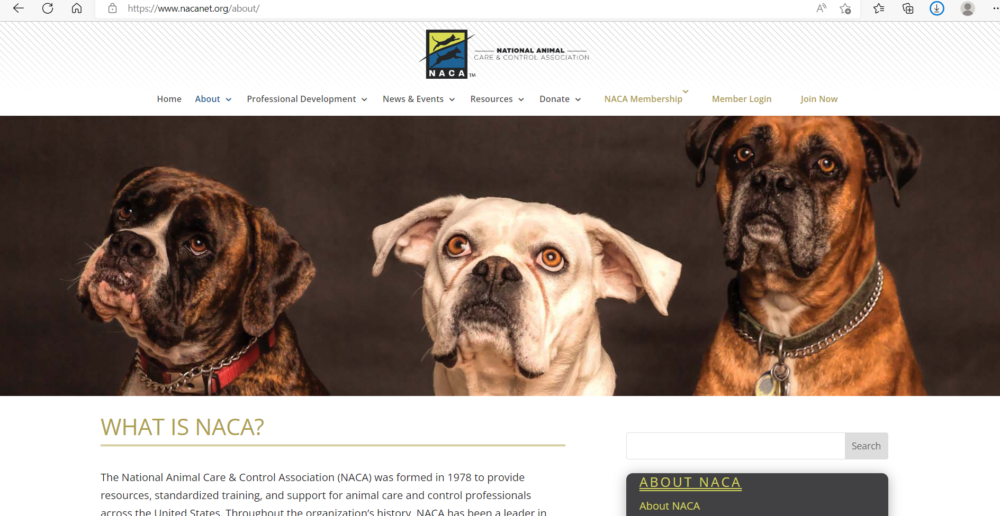 https://www.nacanet.org/about/
NACA
TM
NATIONAL ANIMAL
CARE & CONTROL ASSOCIATION
Home About Professional Development News & Events Resources Donate NACA Membership Member Login Join Now
WHAT IS NACA?
The National Animal Care & Control Association (NACA) was formed in 1978 to provide
resources, standardized training, and support for animal care and control professionals
across the United States. Throughout the organization's history, NACA has been a leader in
Search
ABOUT NACA
About NACA